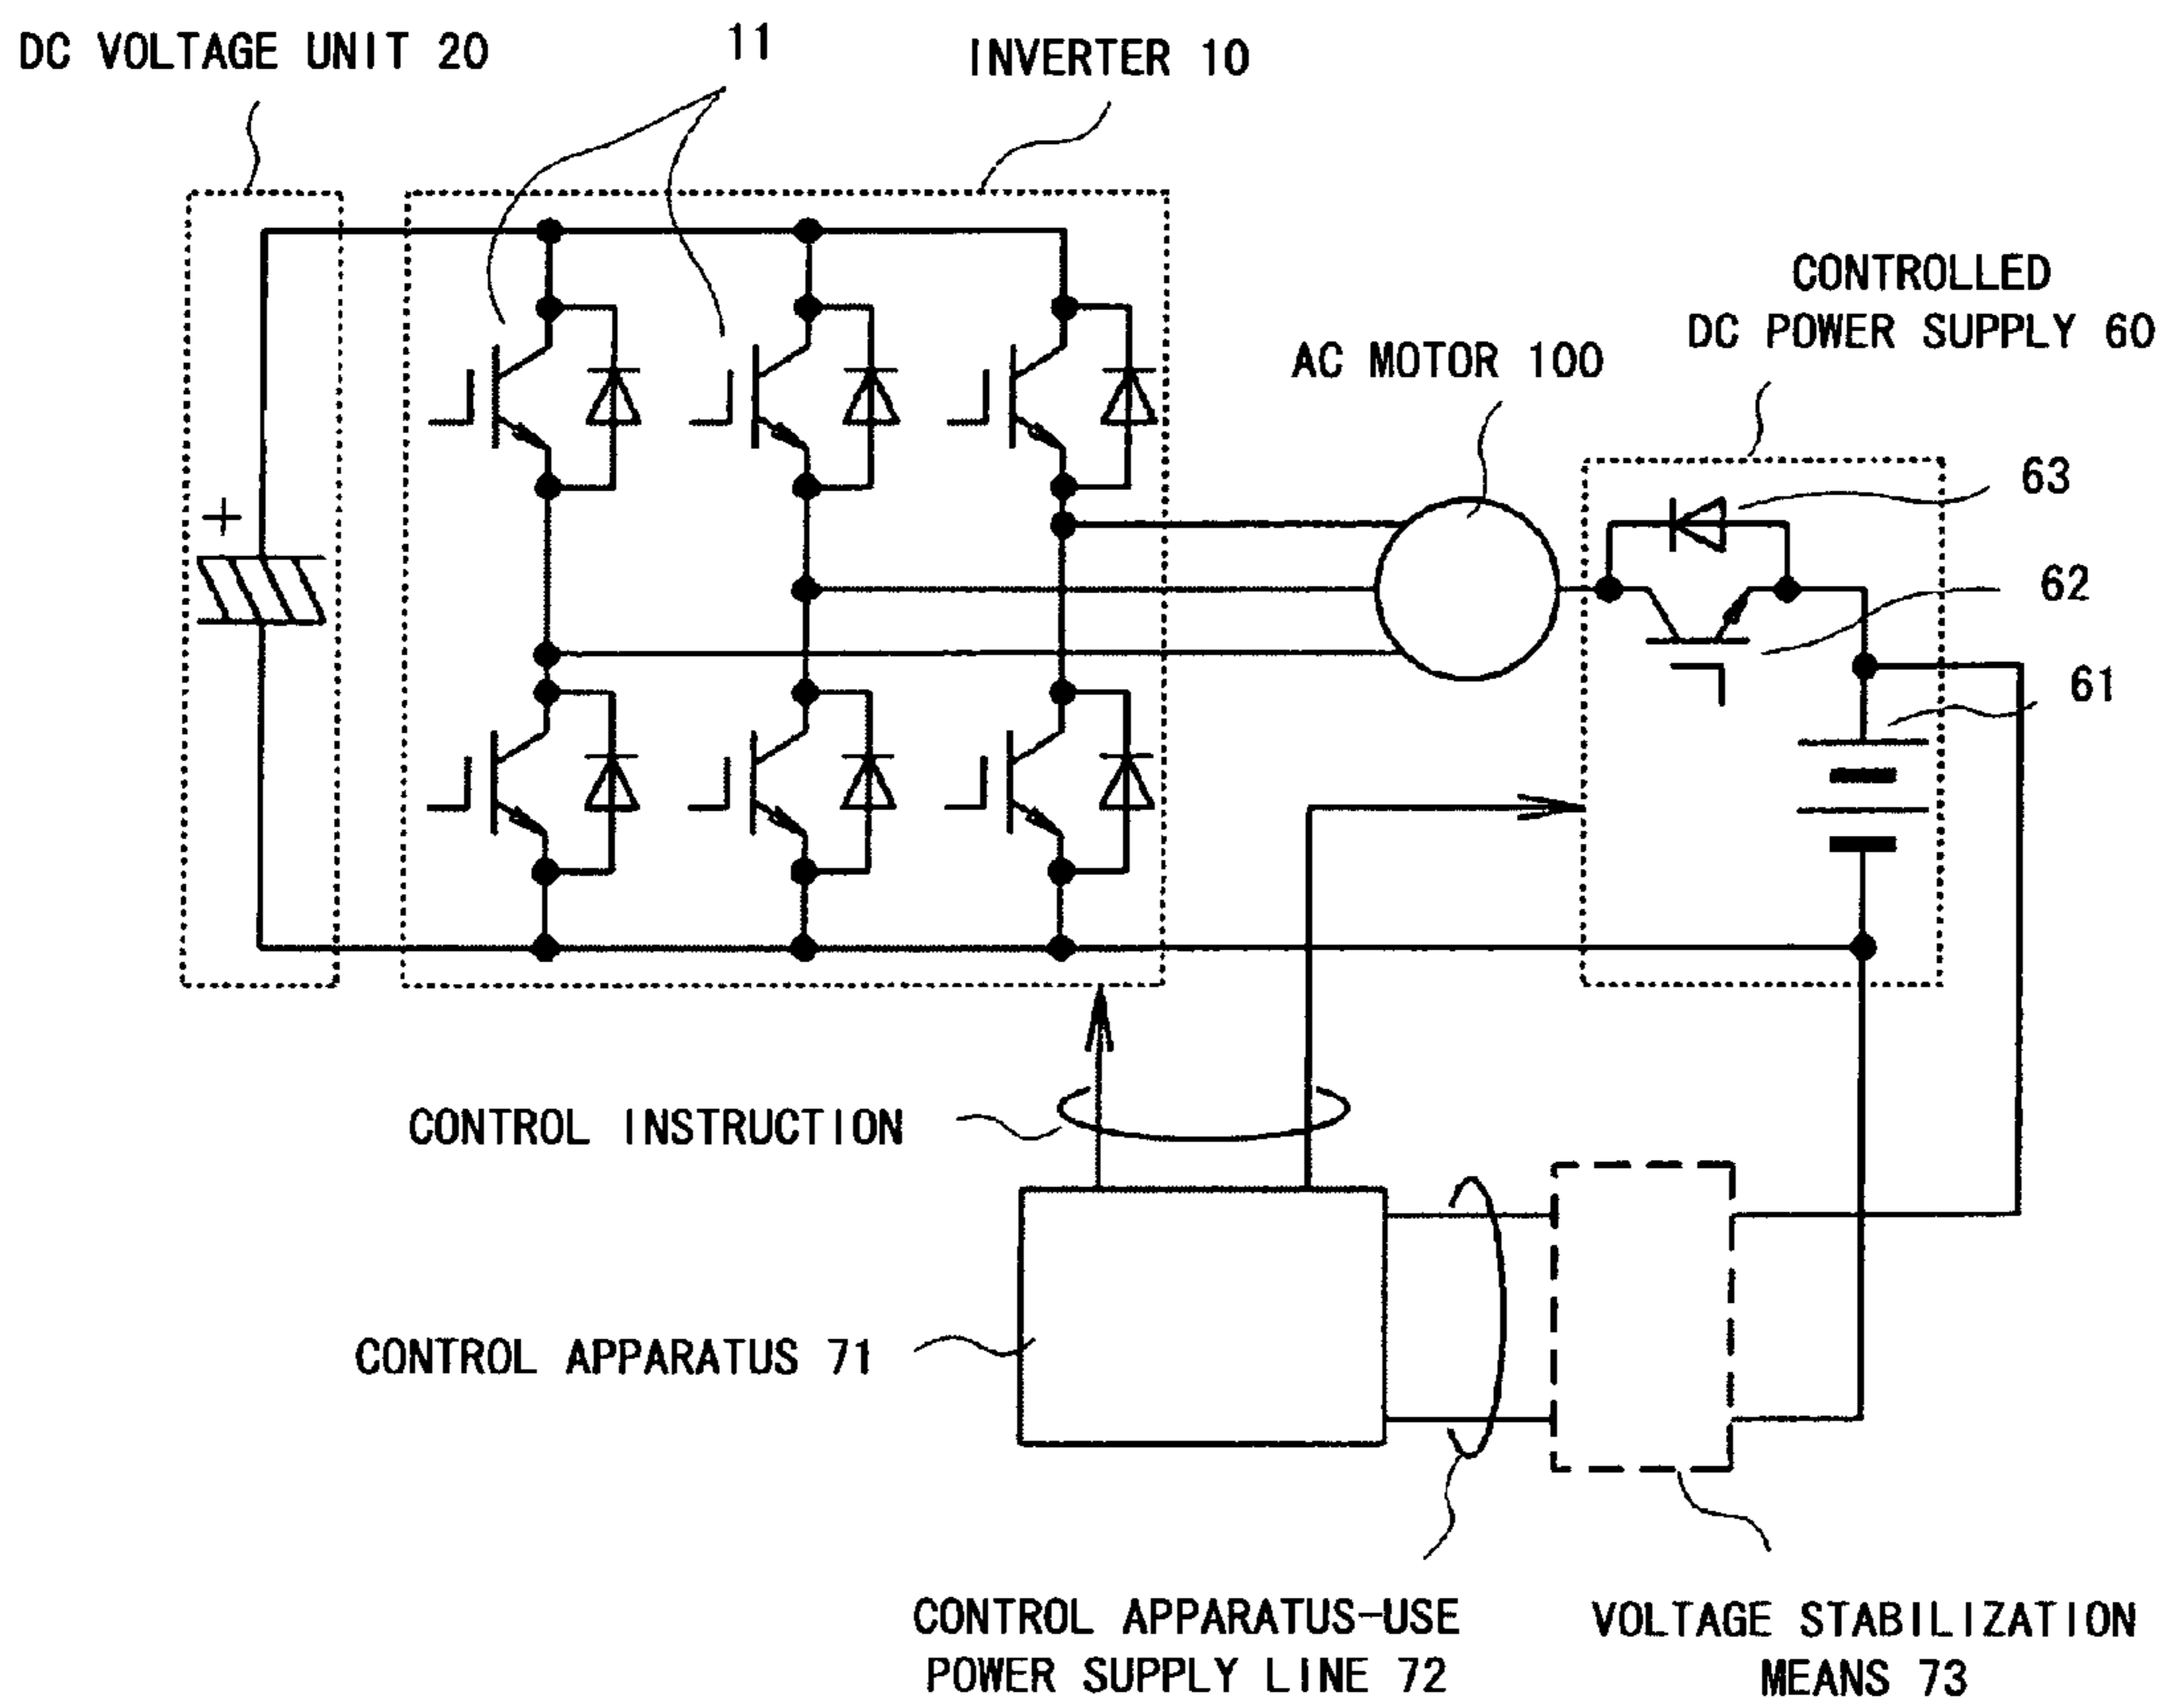 DC VOLTAGE UNIT 20
11
INVERTER 10
CONTROLLED
DC POWER SUPPLY 60
AC MOTOR 100
63
+
62
61
CONTROL INSTRUCTION
CONTROL APPARATUS 71
CONTROL APPARATUS-USE
POWER SUPPLY LINE 72
VOLTAGE STABILIZATION
MEANS 73